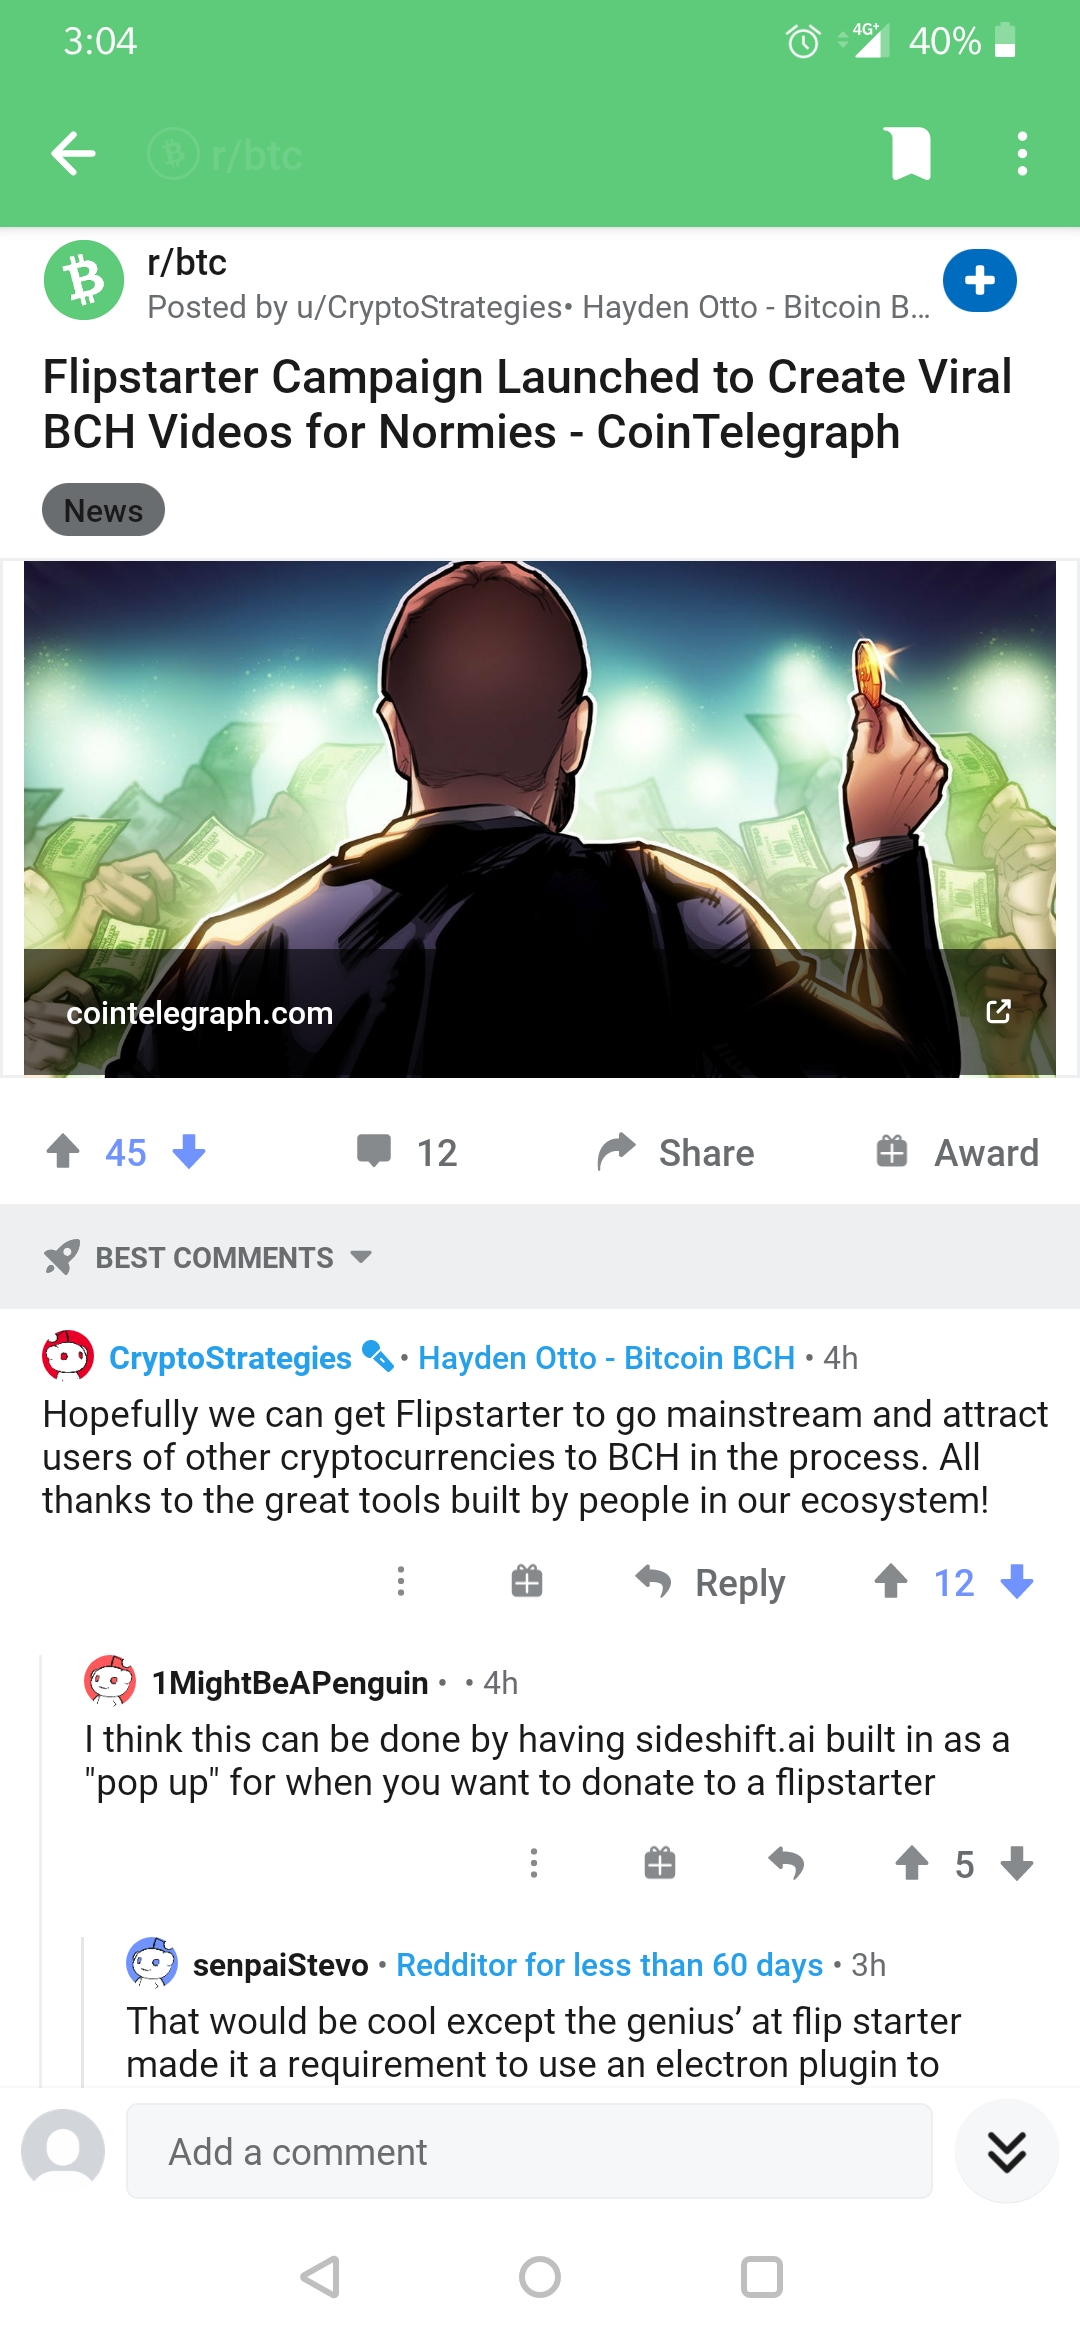 3:04
4G+
40%
r/btc
r/btc
Posted by u/CryptoStrategies• Hayden Otto - Bitcoin B...
Flipstarter Campaign Launched to Create Viral
BCH Videos for Normies - CoinTelegraph
News
cointelegraph.com
45
12
Share
Award
BEST COMMENTS
CryptoStrategies • Hayden Otto - Bitcoin BCH • 4h
Hopefully we can get Flipstarter to go mainstream and attract
users of other cryptocurrencies to BCH in the process. All
thanks to the great tools built by people in our ecosystem!
Reply
12
1MightBeAPenguin • • 4h
I think this can be done by having sideshift.ai built in as a
"pop up" for when you want to donate to a flipstarter
5
senpaiStevo • Redditor for less than 60 days • 3h
That would be cool except the genius’ at flip starter
made it a requirement to use an electron plugin to
Add a comment